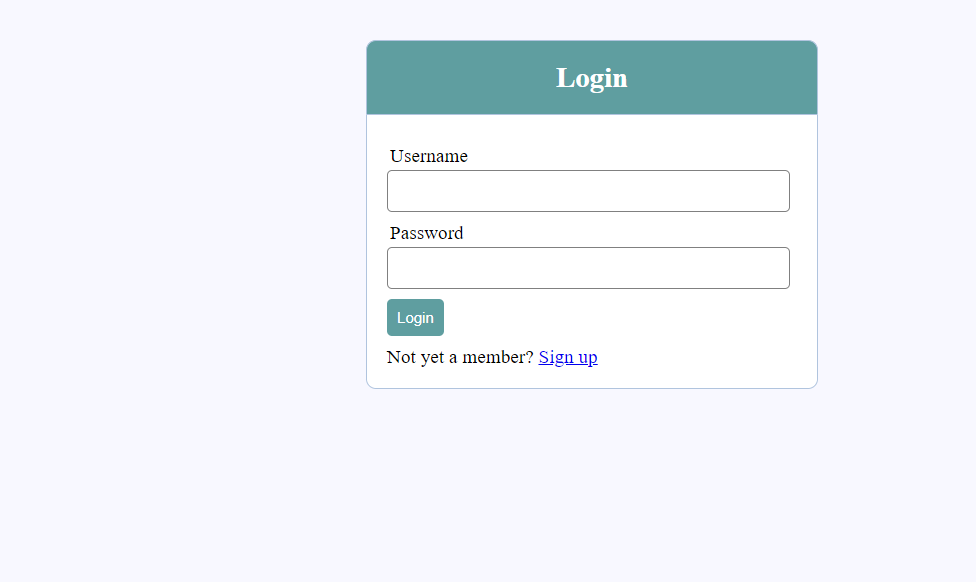 Login
Username
Password
Login
Not yet a member? Sign up